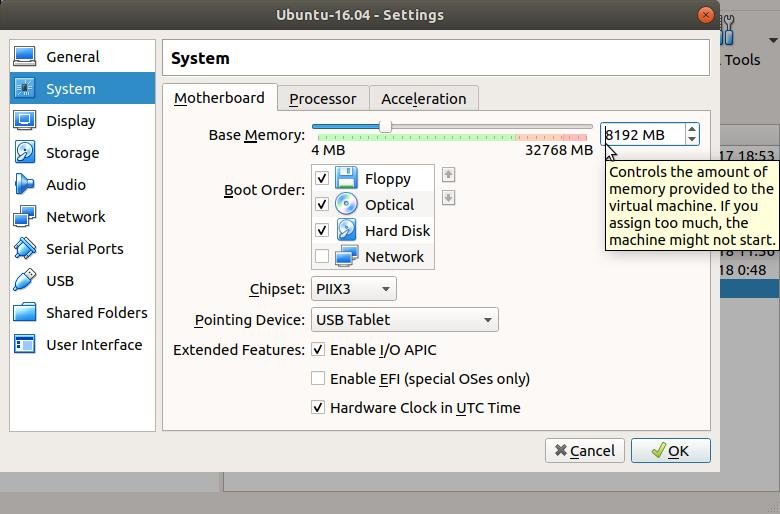 Ubuntu-16.04 - Settings
General
System
Display
Storage
Audio
Network
Serial Ports
USB
Shared Folders
User Interface
System
Motherboard
Processor
Acceleration
Base Memory:
8192 MB
4 MB
32768 MB
Boot Order:
Floppy
Optical
Hard Disk
Network
Chipset:
PIIX3
Pointing Device:
USB Tablet
Extended Features:
Enable I/O APIC
Enable EFI (special OSes only)
Hardware Clock in UTC Time
Cancel
OK
Controls the amount of
memory provided to the
virtual machine. If you
assign too much, the
machine might not start.
Tools
17 18:53
18 0:48